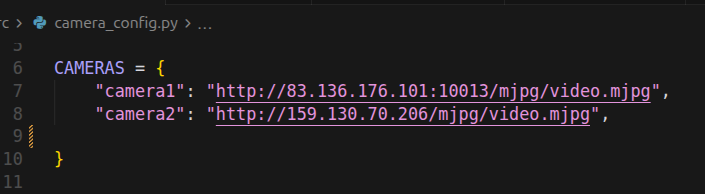 rc > camera_config.py > ...
5
6 CAMERAS = {
7 "camera1": "http://83.136.176.101:10013/mjpg/video.mjpg",
8 "camera2": "http://159.130.70.206/mjpg/video.mjpg",
9
10 }
11